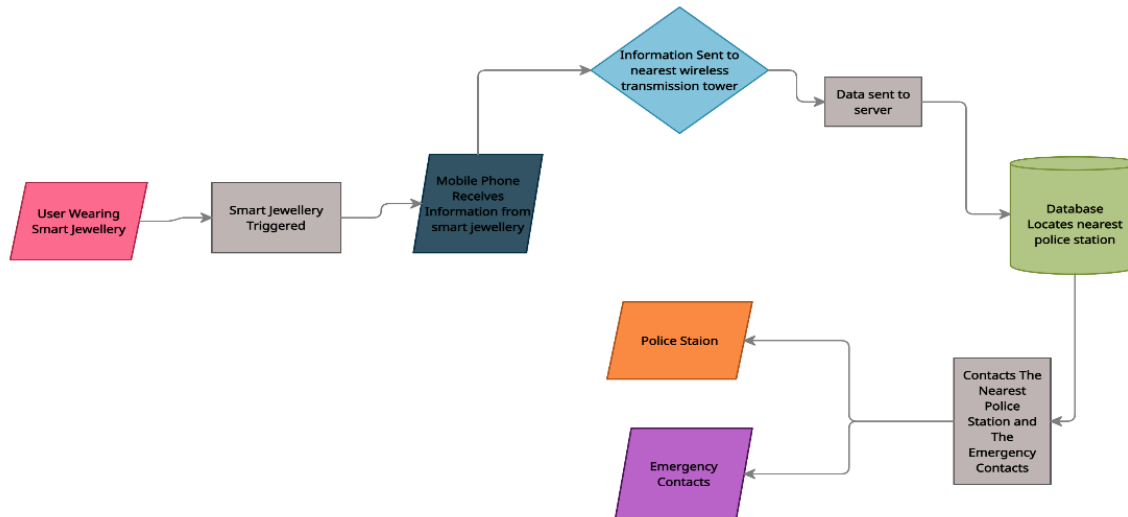 User Wearing
Smart Jewellery
Smart Jewellery
Triggered
Mobile Phone
Receives
Information from
smart jewellery
Information Sent to
nearest wireless
transmission tower
Data sent to
server
Database
Locates nearest
police station
Contacts The
Nearest
Police
Station and
The
Emergency
Contacts
Police Staion
Emergency
Contacts